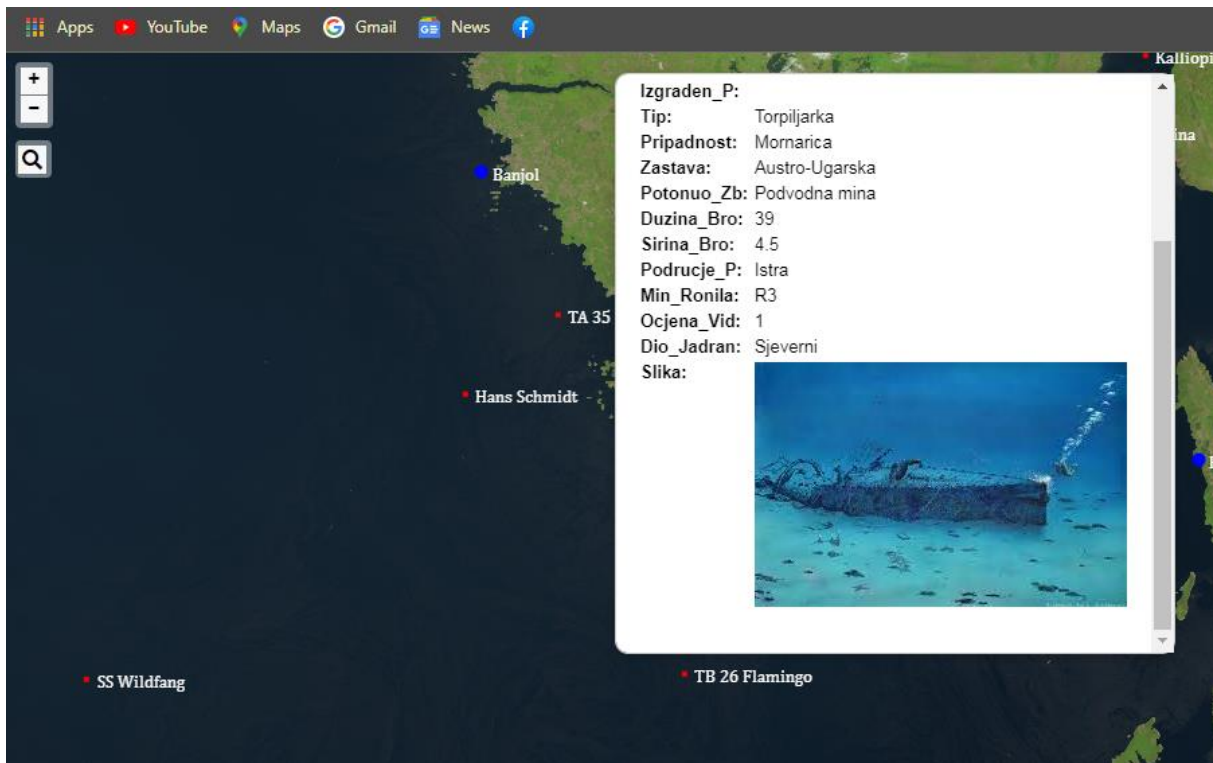 Apps YouTube Maps Gmail News
Kalliopi
+
−
Izgraden_P:
Tip: Torpiljarka
Pripadnost: Mornarica
ina
Zastava: Austro-Ugarska
Banjol
Potonuo_Zb: Podvodna mina
Duzina_Bro: 39
Sirina_Bro: 4.5
Podrucje_P: Istra
Min_Ronila: R3
TA 35
Ocjena_Vid: 1
Dio_Jadran: Sjeverni
Slika:
Hans Schmidt
TB 26 Flamingo
SS Wildfang